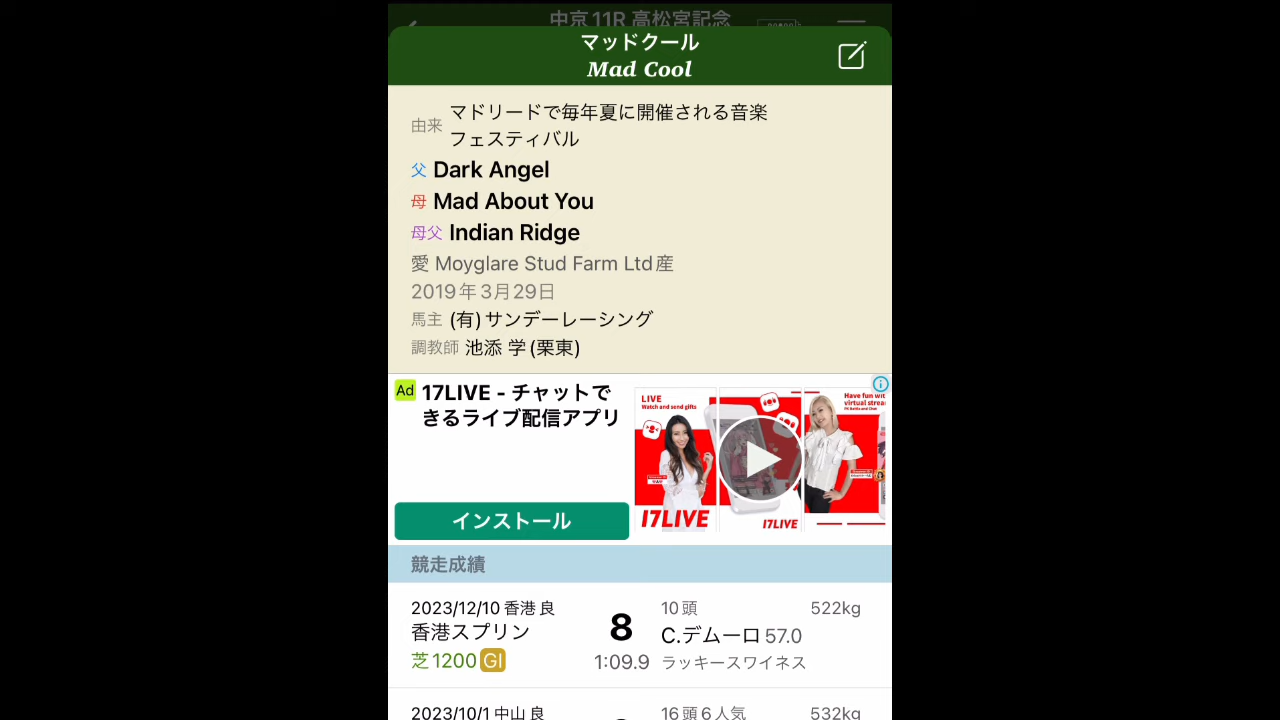 中京11R 高松宮記念
マッドクール
Mad Cool
由来 マドリードで毎年夏に開催される音楽
フェスティバル
父 Dark Angel
母 Mad About You
母父 Indian Ridge
愛 Moyglare Stud Farm Ltd産
2019年3月29日
馬主 (有)サンデーレーシング
調教師 池添 学(栗東)
Ad 17LIVE - チャットで
きるライブ配信アプリ
インストール
LIVE
Watch and send gifts
17LIVE
17LIVE
Have fun wi
virtual strea
競走成績
2023/12/10 香港 良
香港スプリン
芝1200 GI
8
1:09.9
10頭 522kg
C.デムーロ 57.0
ラッキースワイネス
2023/10/1 中山 良
16頭6人気 532kg